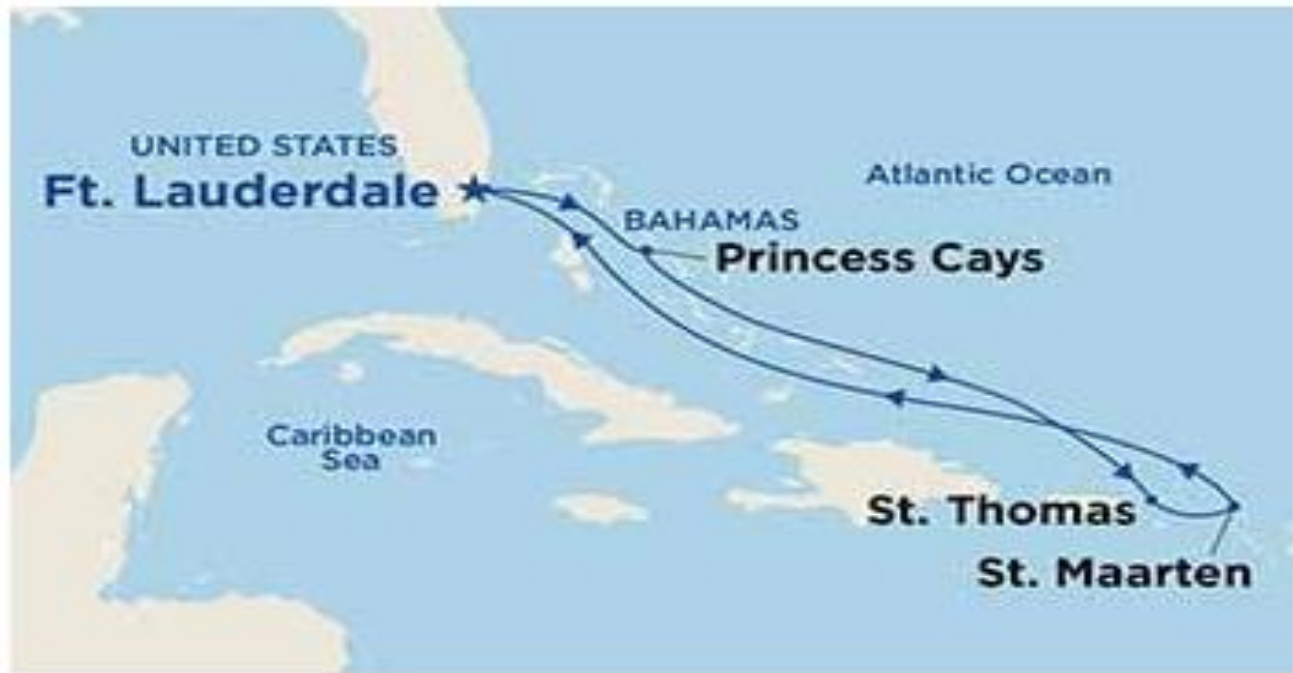 UNITED STATES
Ft. Lauderdale
Atlantic Ocean
BAHAMAS
Princess Cays
Caribbean
Sea
St. Thomas
St. Maarten